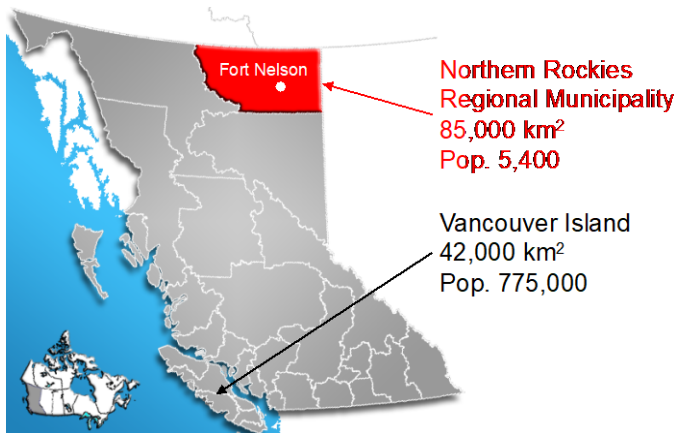 Fort Nelson
Northern Rockies
Regional Municipality
85,000 km²
Pop. 5,400
Vancouver Island
42,000 km²
Pop. 775,000